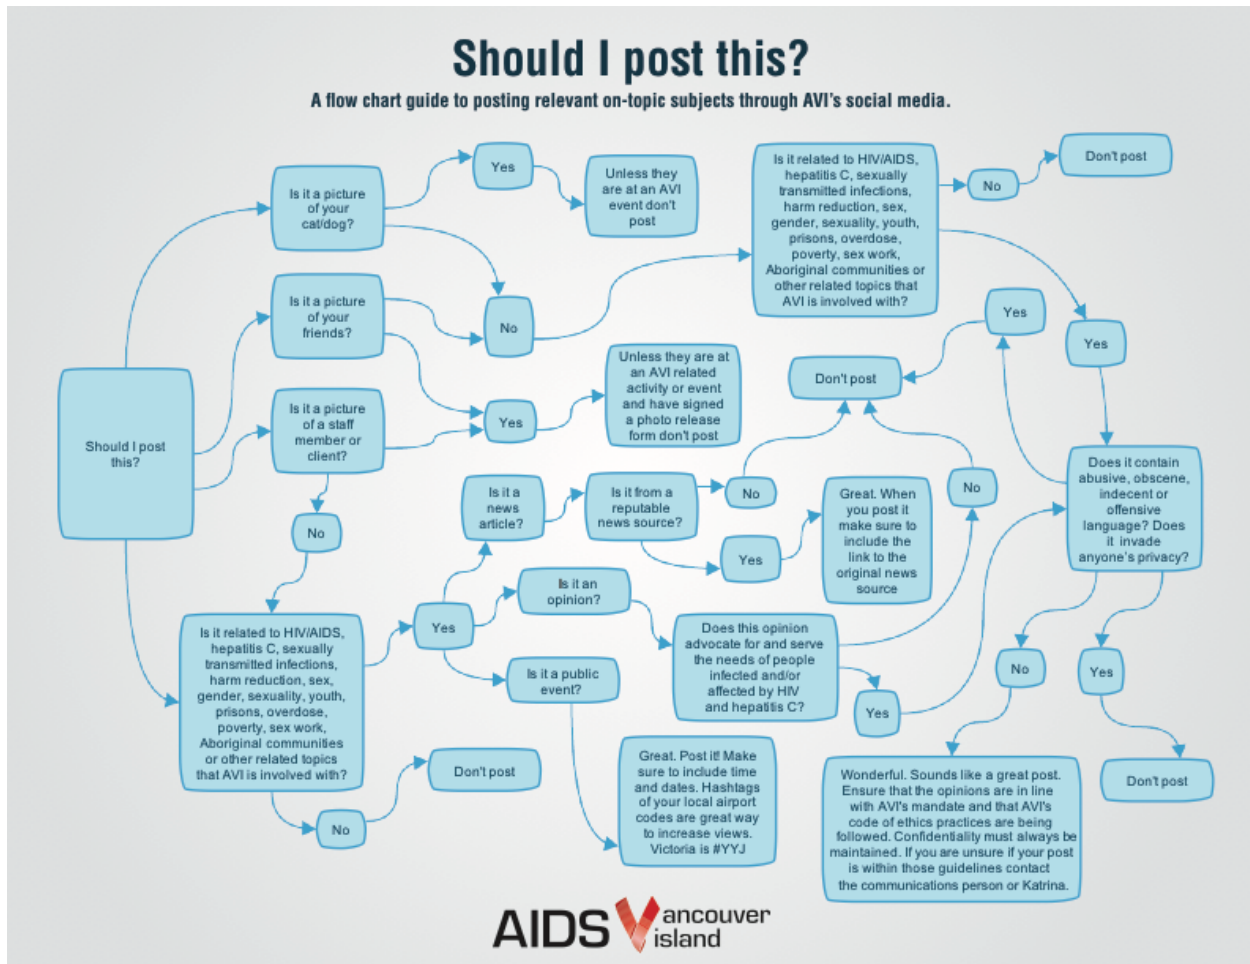 Should I post this?
A flow chart guide to posting relevant on-topic subjects through AVI's social media.
Should I post
this?
Is it a picture
of your
cat/dog?
Yes
Unless they
are at an AVI
event don't
post
Is it a picture
of your
friends?
No
Is it a picture
of a staff
member or
client?
Yes
Unless they are at
an AVI related
activity or event
and have signed
a photo release
form don't post
No
Is it related to HIV/AIDS,
hepatitis C, sexually
transmitted infections,
harm reduction, sex,
gender, sexuality, youth,
prisons, overdose,
poverty, sex work,
Aboriginal communities or
other related topics that
AVI is involved with?
No
Don't post
Yes
Yes
Don't post
Does it contain
abusive, obscene,
indecent or
offensive
language? Does
it invade
anyone's privacy?
Is it a
news
article?
Is it from a
reputable
news source?
No
No
Yes
Great. When
you post it
make sure to
include the
link to the
original news
source
Is it related to HIV/AIDS,
hepatitis C, sexually
transmitted infections,
harm reduction, sex,
gender, sexuality, youth,
prisons, overdose,
poverty, sex work,
Aboriginal communities
or other related topics
that AVI is involved with?
Yes
Is it an
opinion?
Does this opinion
advocate for and serve
the needs of people
infected and/or
affected by HIV
and hepatitis C?
Yes
Is it a public
event?
Great. Post it! Make
sure to include time
and dates. Hashtags
of your local airport
codes are great way
to increase views.
Victoria is #YYJ
No
Don't post
No
Yes
Wonderful. Sounds like a great post.
Ensure that the opinions are in line
with AVI's mandate and that AVI's
code of ethics practices are being
followed. Confidentiality must always be
maintained. If you are unsure if your post
is within those guidelines contact
the communications person or Katrina.
Don't post
AIDS Vancouver
island